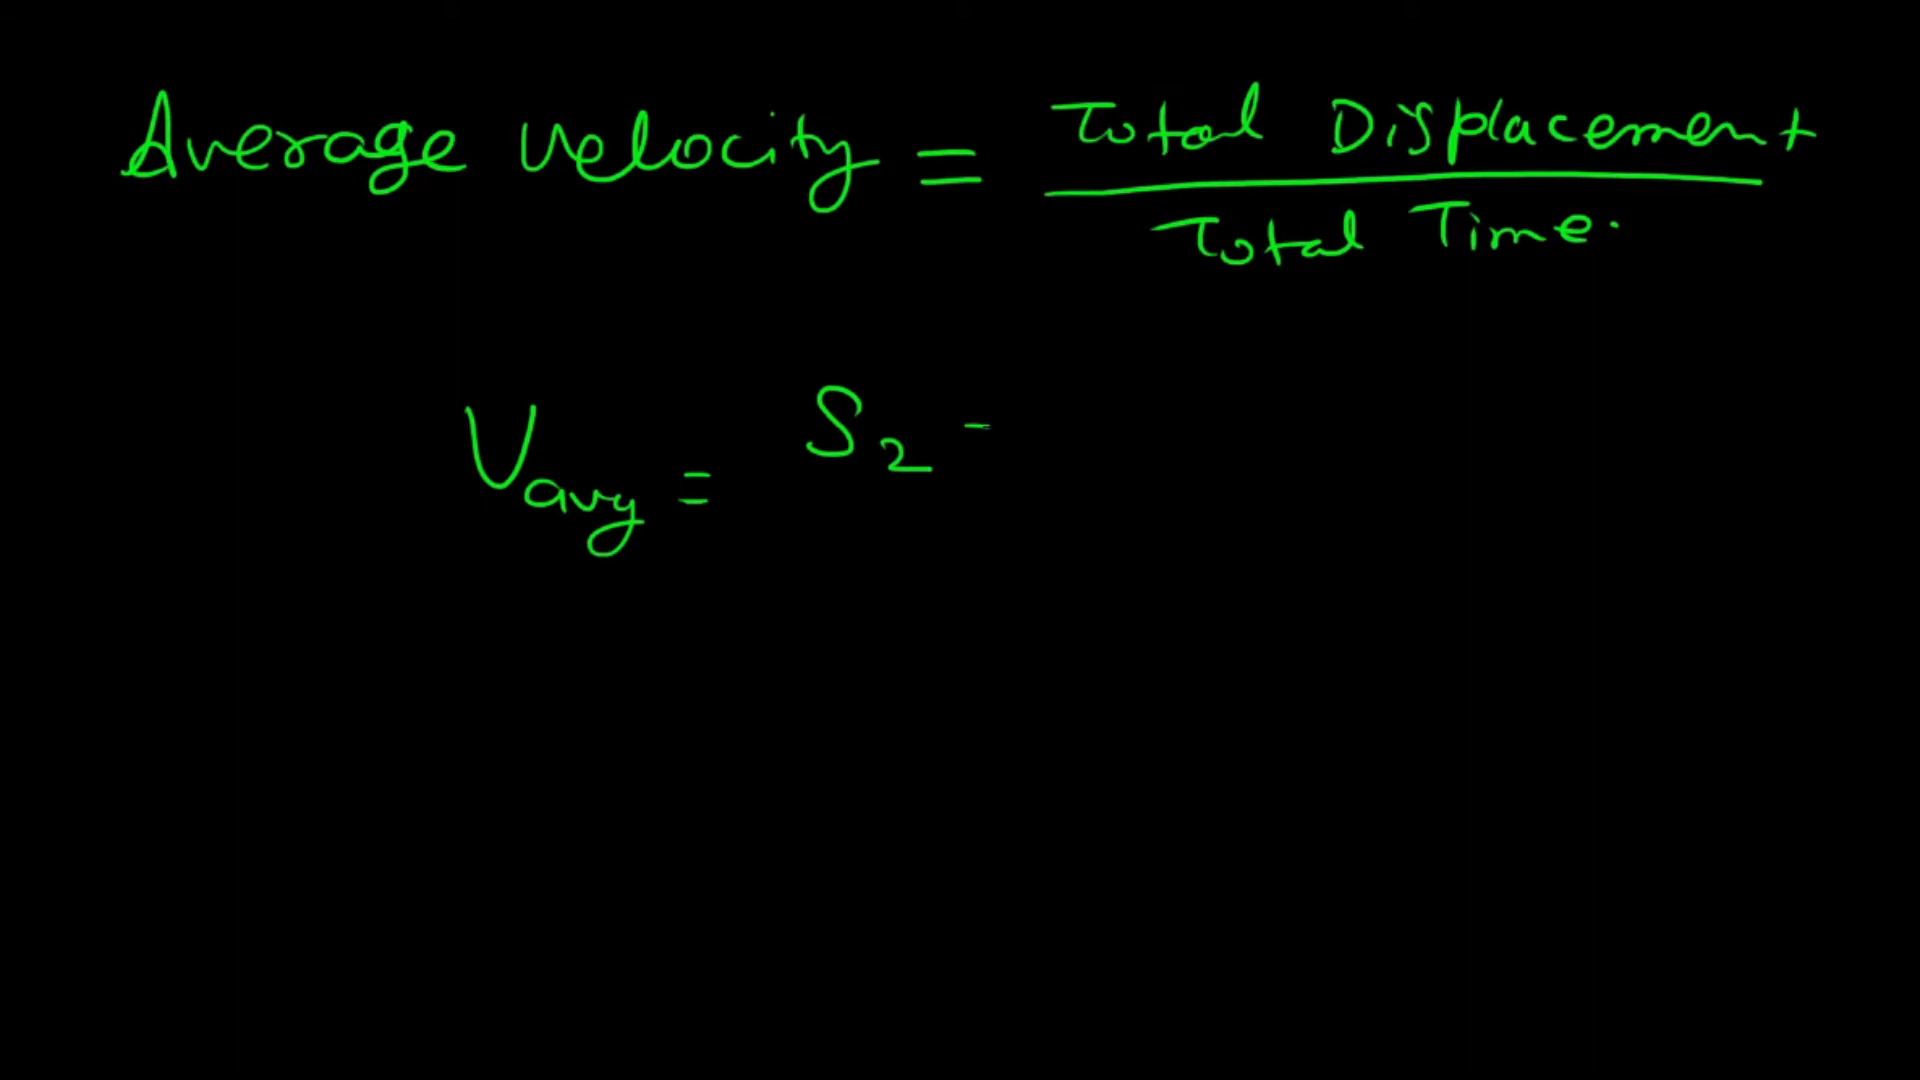 Average velocity = Total Displacement
Total Time.
Vavg = S2 -